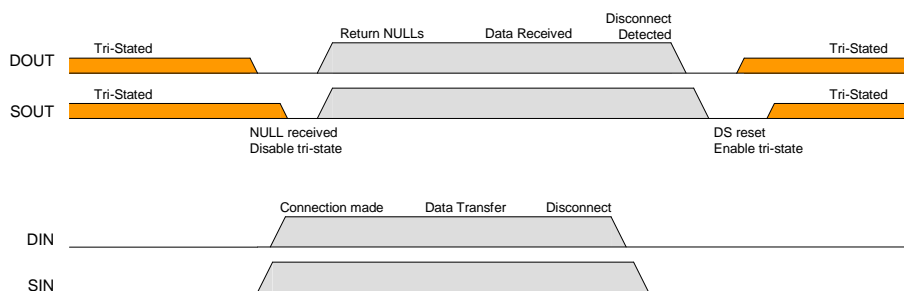 Disconnect
Return NULLs Data Received Detected
Tri-Stated Tri-Stated
DOUT
Tri-Stated Tri-Stated
SOUT
NULL received DS reset
Disable tri-state Enable tri-state
Connection made Data Transfer Disconnect
DIN
SIN